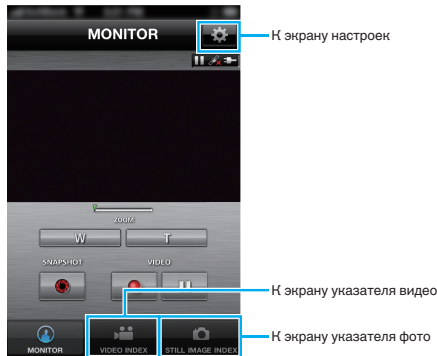 MONITOR
К экрану настроек
ZOOM
W T
SNAPSHOT VIDEO
К экрану указателя видео
К экрану указателя фото
MONITOR VIDEO INDEX STILL IMAGE INDEX